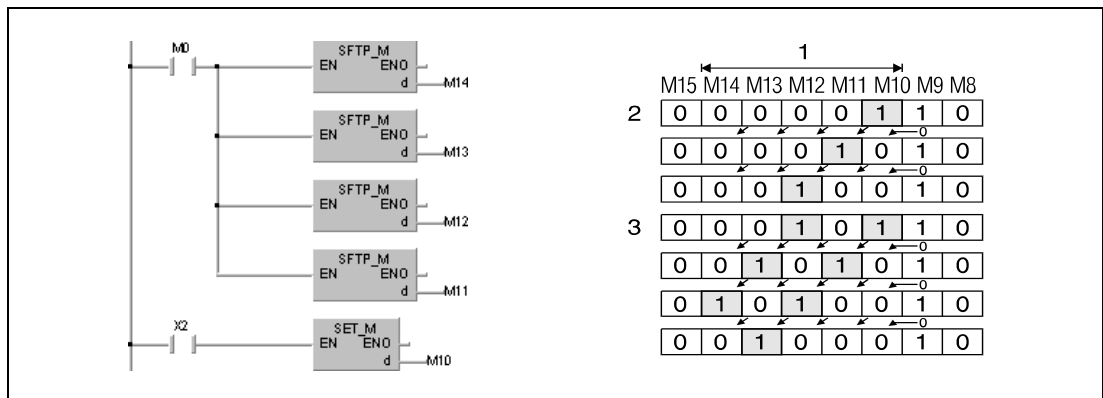 M0
SFTP_M
EN ENO
d M14
SFTP_M
EN ENO
d M13
SFTP_M
EN ENO
d M12
SFTP_M
EN ENO
d M11
X2
SET_M
EN ENO
d M10
1
M15 M14 M13 M12 M11 M10 M9 M8
2 0 0 0 0 0 1 1 0
0
0 0 0 0 1 0 1 0
0
0 0 0 1 0 0 1 0
3 0 0 0 1 0 1 1 0
0
0 0 1 0 1 0 1 0
0
0 1 0 1 0 0 1 0
0
0 0 1 0 0 0 1 0